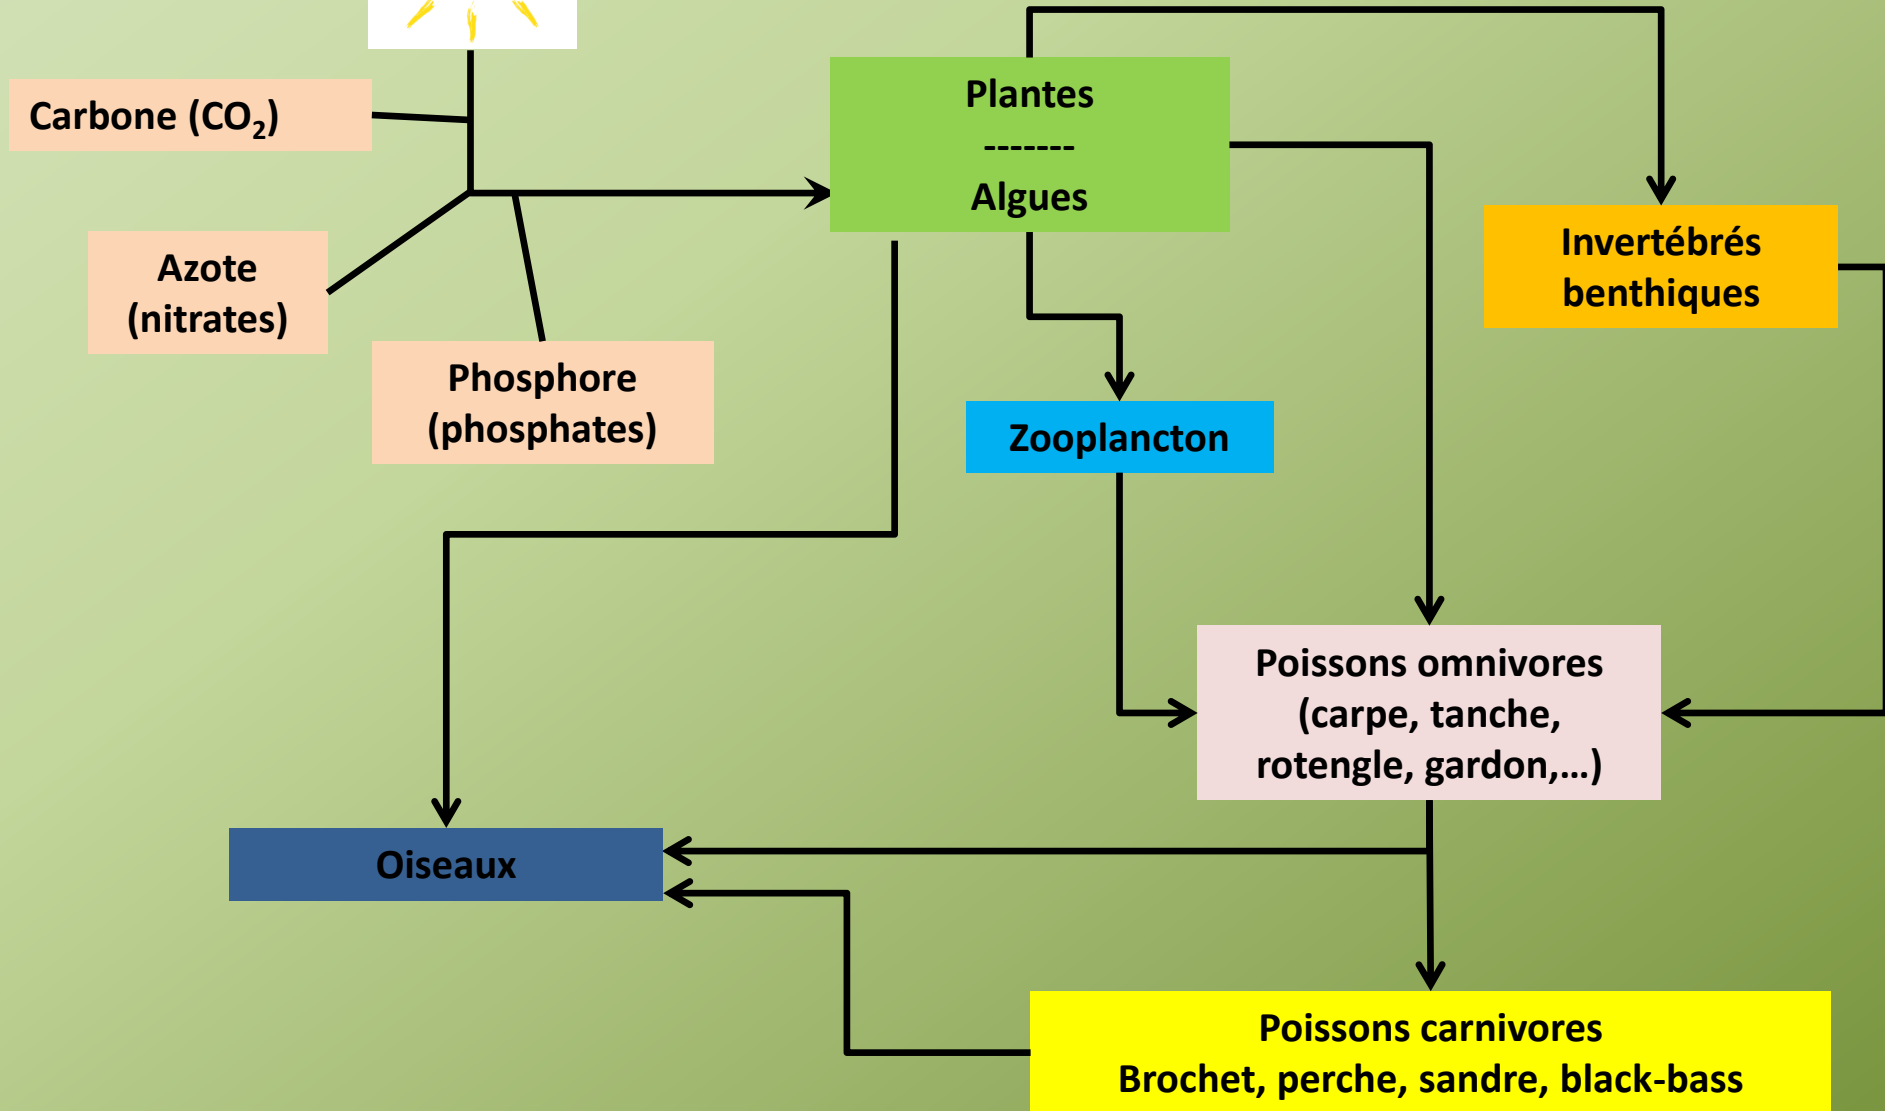 Carbone (CO₂)
Plantes
-------
Algues
Azote
(nitrates)
Invertébrés
benthiques
Phosphore
(phosphates)
Zooplancton
Poissons omnivores
(carpe, tanche,
rotengle, gardon,...)
Oiseaux
Poissons carnivores
Brochet, perche, sandre, black-bass